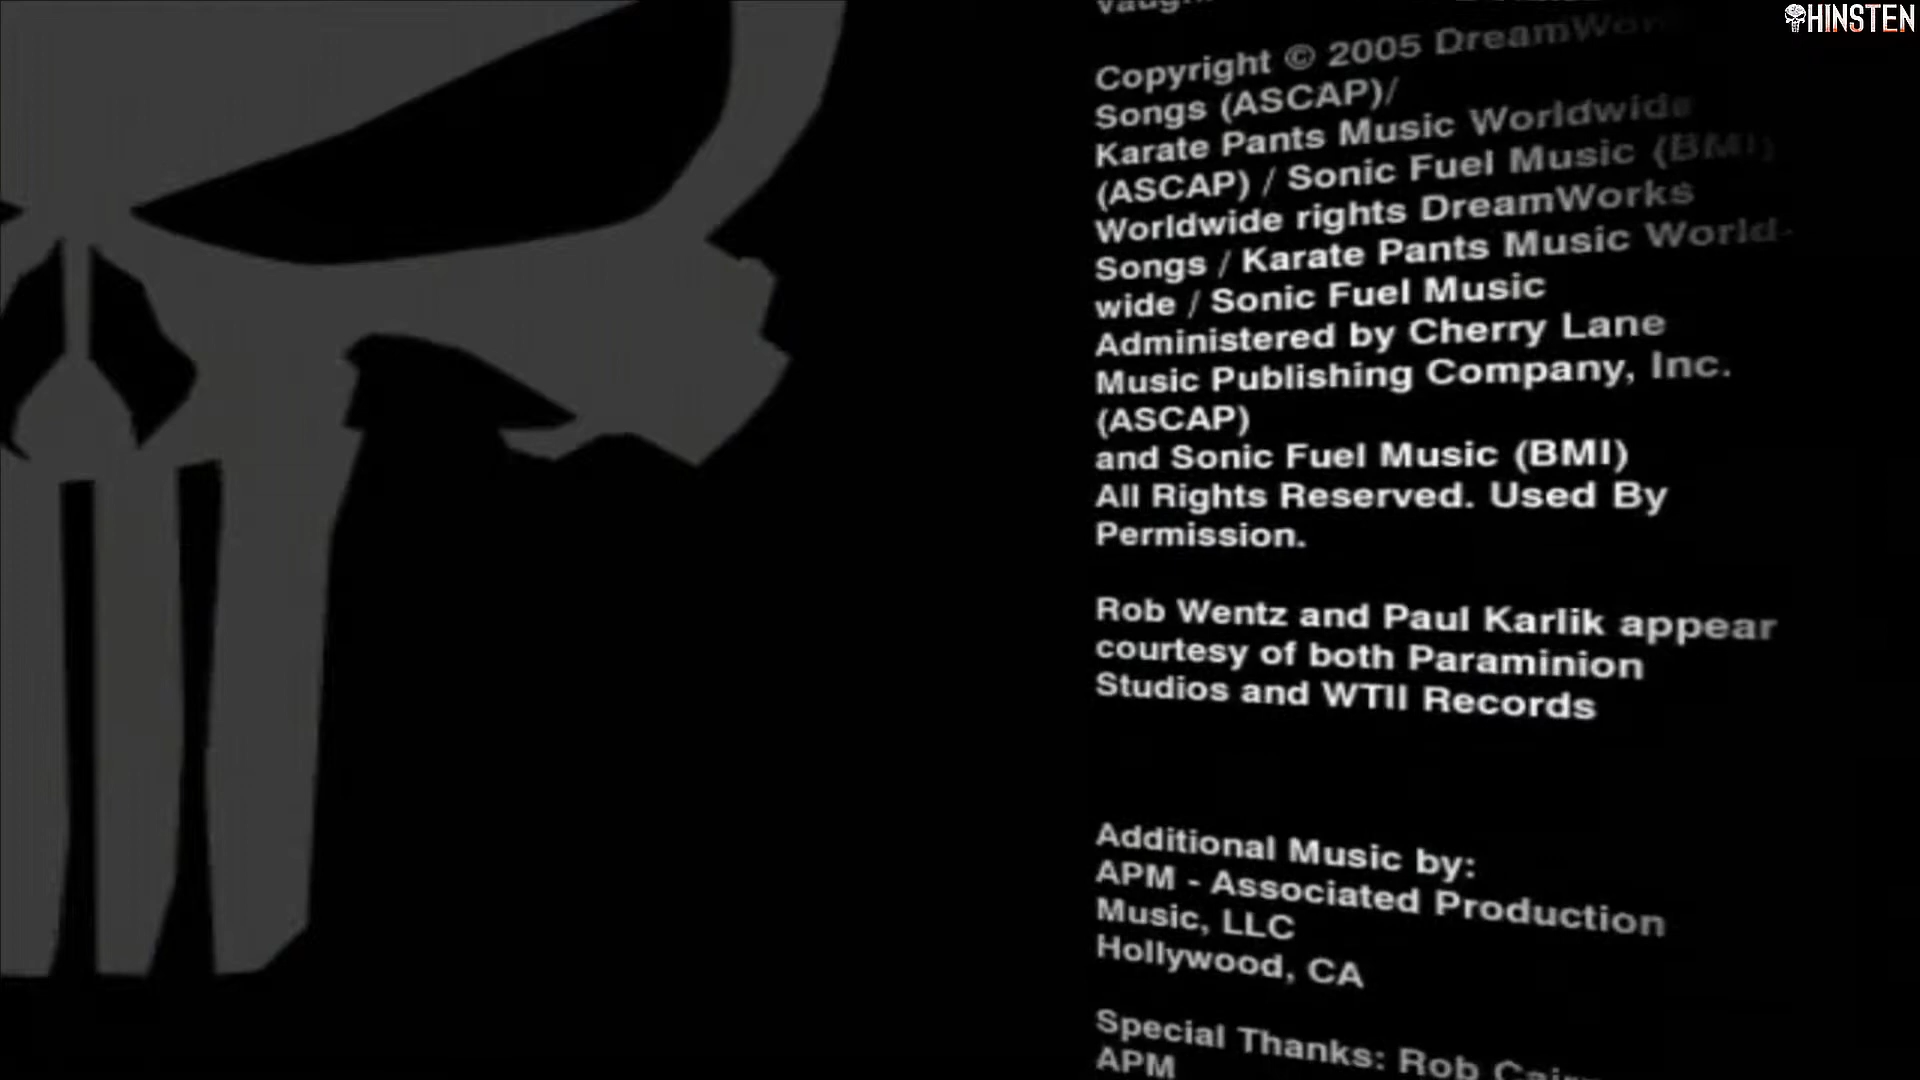 HINSTEN
Copyright © 2005 DreamWor
Songs (ASCAP)/
Karate Pants Music Worldwide
(ASCAP) / Sonic Fuel Music (BMI)
Worldwide rights DreamWorks
Songs / Karate Pants Music World-
wide / Sonic Fuel Music
Administered by Cherry Lane
Music Publishing Company, Inc.
(ASCAP)
and Sonic Fuel Music (BMI)
All Rights Reserved. Used By
Permission.
Rob Wentz and Paul Karlik appear
courtesy of both Paraminion
Studios and WTII Records
Additional Music by:
APM - Associated Production
Music, LLC
Hollywood, CA
Special Thanks: Rob
APM